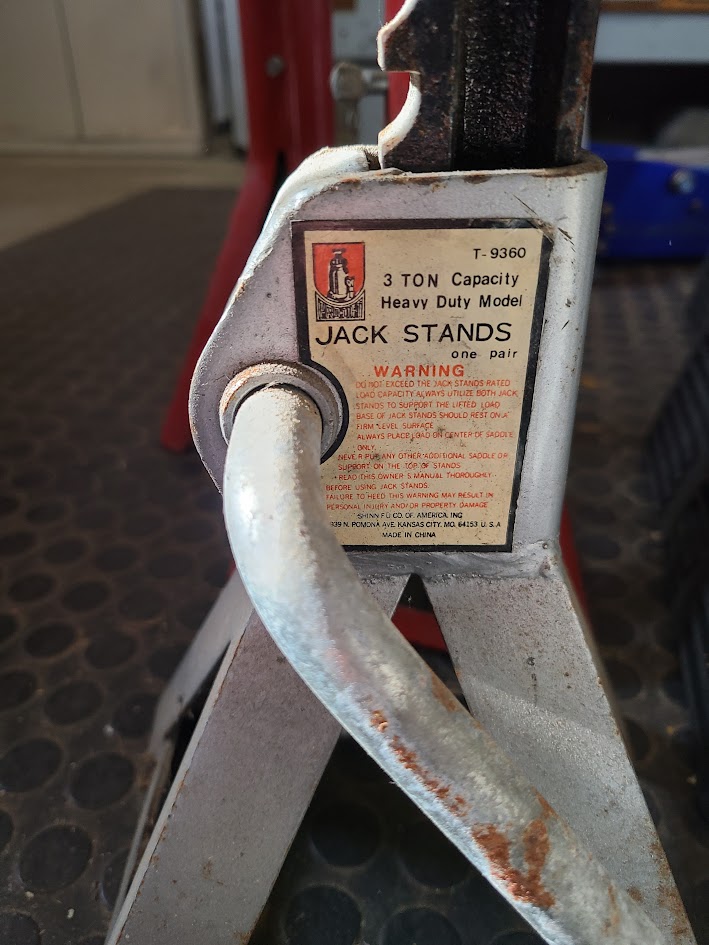 T-9360
3 TON Capacity
Heavy Duty Model
JACK STANDS
one pair
WARNING
DO NOT EXCEED THE JACK STANDS RATED
LOAD CAPACITY ALWAYS UTILIZE BOTH JACK
STANDS TO SUPPORT THE LIFTED LOAD
BASE OF JACK STANDS SHOULD REST ON A
FIRM LEVEL SURFACE
ALWAYS PLACE LOAD ON CENTER OF SADDLE
ONLY.
NEVER PUT ANY OTHER ADDITIONAL SADDLE OR
SUPPORT ON THE TOP OF STANDS
READ THIS OWNER S MANUAL THOROUGHLY
BEFORE USING JACK STANDS.
FAILURE TO HEED THIS WARNING MAY RESULT IN
PERSONAL INJURY AND/OR PROPERTY DAMAGE
SHINN FU CO. OF AMERICA, INC
939 N. POMONA AVE. KANSAS CITY, MO. 64153 U.S.A
MADE IN CHINA